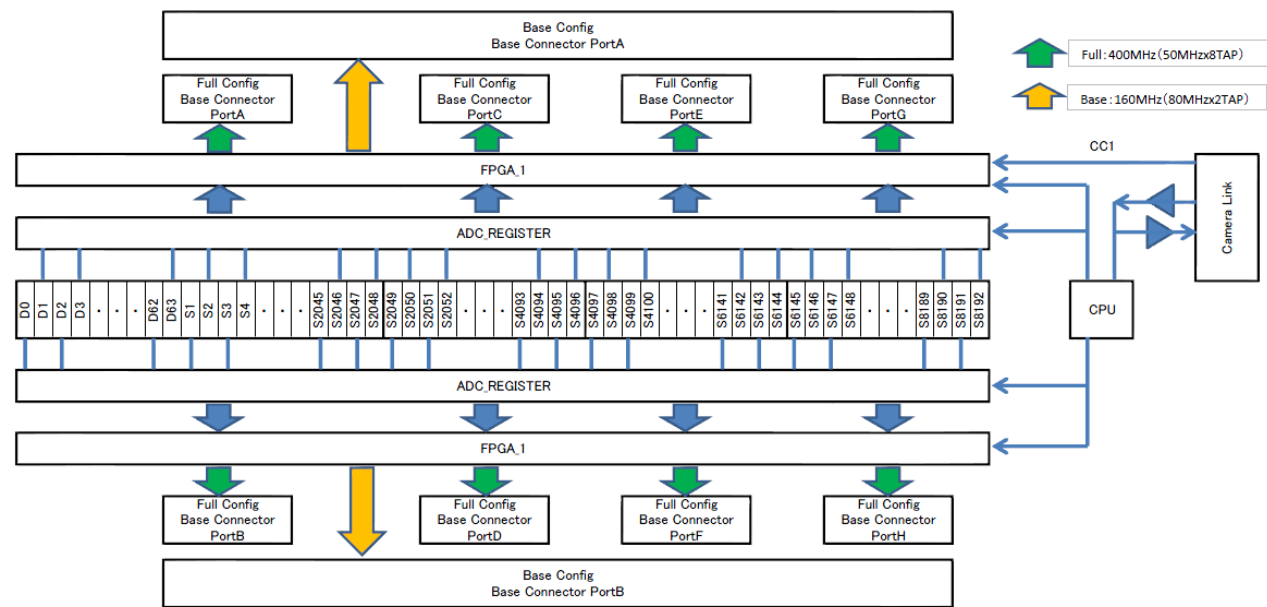 Base Config
Base Connector PortA
Full:400MHz(50MHzx8TAP)
Base:160MHz(80MHzx2TAP)
Full Config
Base Connector
PortA
Full Config
Base Connector
PortC
Full Config
Base Connector
PortE
Full Config
Base Connector
PortG
CC1
FPGA_1
Camera Link
ADC_REGISTER
D0
D1
D2
D3
・
・
・
D62
D63
S1
S2
S3
S4
・
・
・
S2045
S2046
S2047
S2048
S2049
S2050
S2051
S2052
・
・
・
S4093
S4094
S4095
S4096
S4097
S4098
S4099
S4100
・
・
・
S6141
S6142
S6143
S6144
S6145
S6146
S6147
S6148
・
・
・
S8189
S8190
S8191
S8192
CPU
ADC_REGISTER
FPGA_1
Full Config
Base Connector
PortB
Full Config
Base Connector
PortD
Full Config
Base Connector
PortF
Full Config
Base Connector
PortH
Base Config
Base Connector PortB